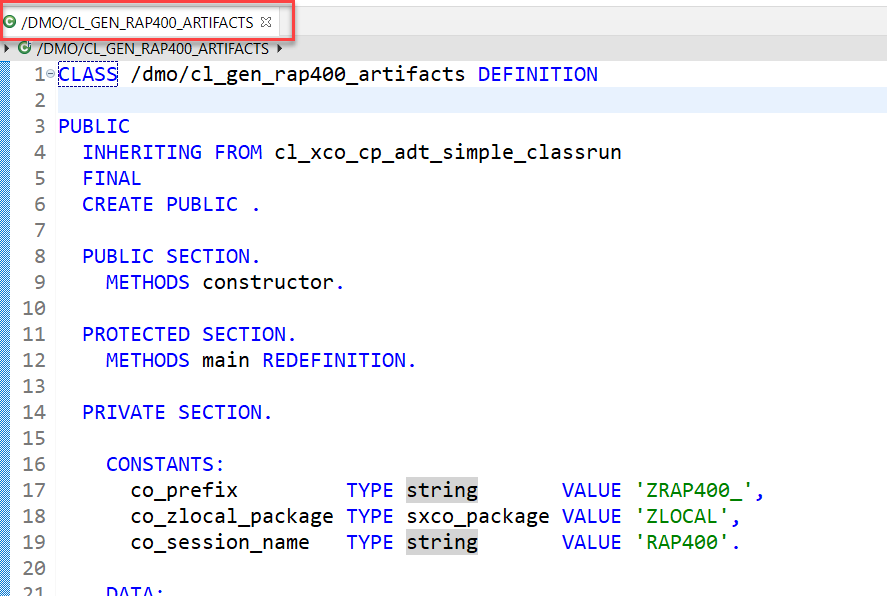 /DMO/CL_GEN_RAP400_ARTIFACTS
/DMO/CL_GEN_RAP400_ARTIFACTS
1 CLASS /dmo/cl_gen_rap400_artifacts DEFINITION
2
3 PUBLIC
4 INHERITING FROM cl_xco_cp_adt_simple_classrun
5 FINAL
6 CREATE PUBLIC .
7
8 PUBLIC SECTION.
9 METHODS constructor.
10
11 PROTECTED SECTION.
12 METHODS main REDEFINITION.
13
14 PRIVATE SECTION.
15
16 CONSTANTS:
17 co_prefix TYPE string VALUE 'ZRAP400_',
18 co_zlocal_package TYPE sxco_package VALUE 'ZLOCAL',
19 co_session_name TYPE string VALUE 'RAP400'.
20
21 DATA: